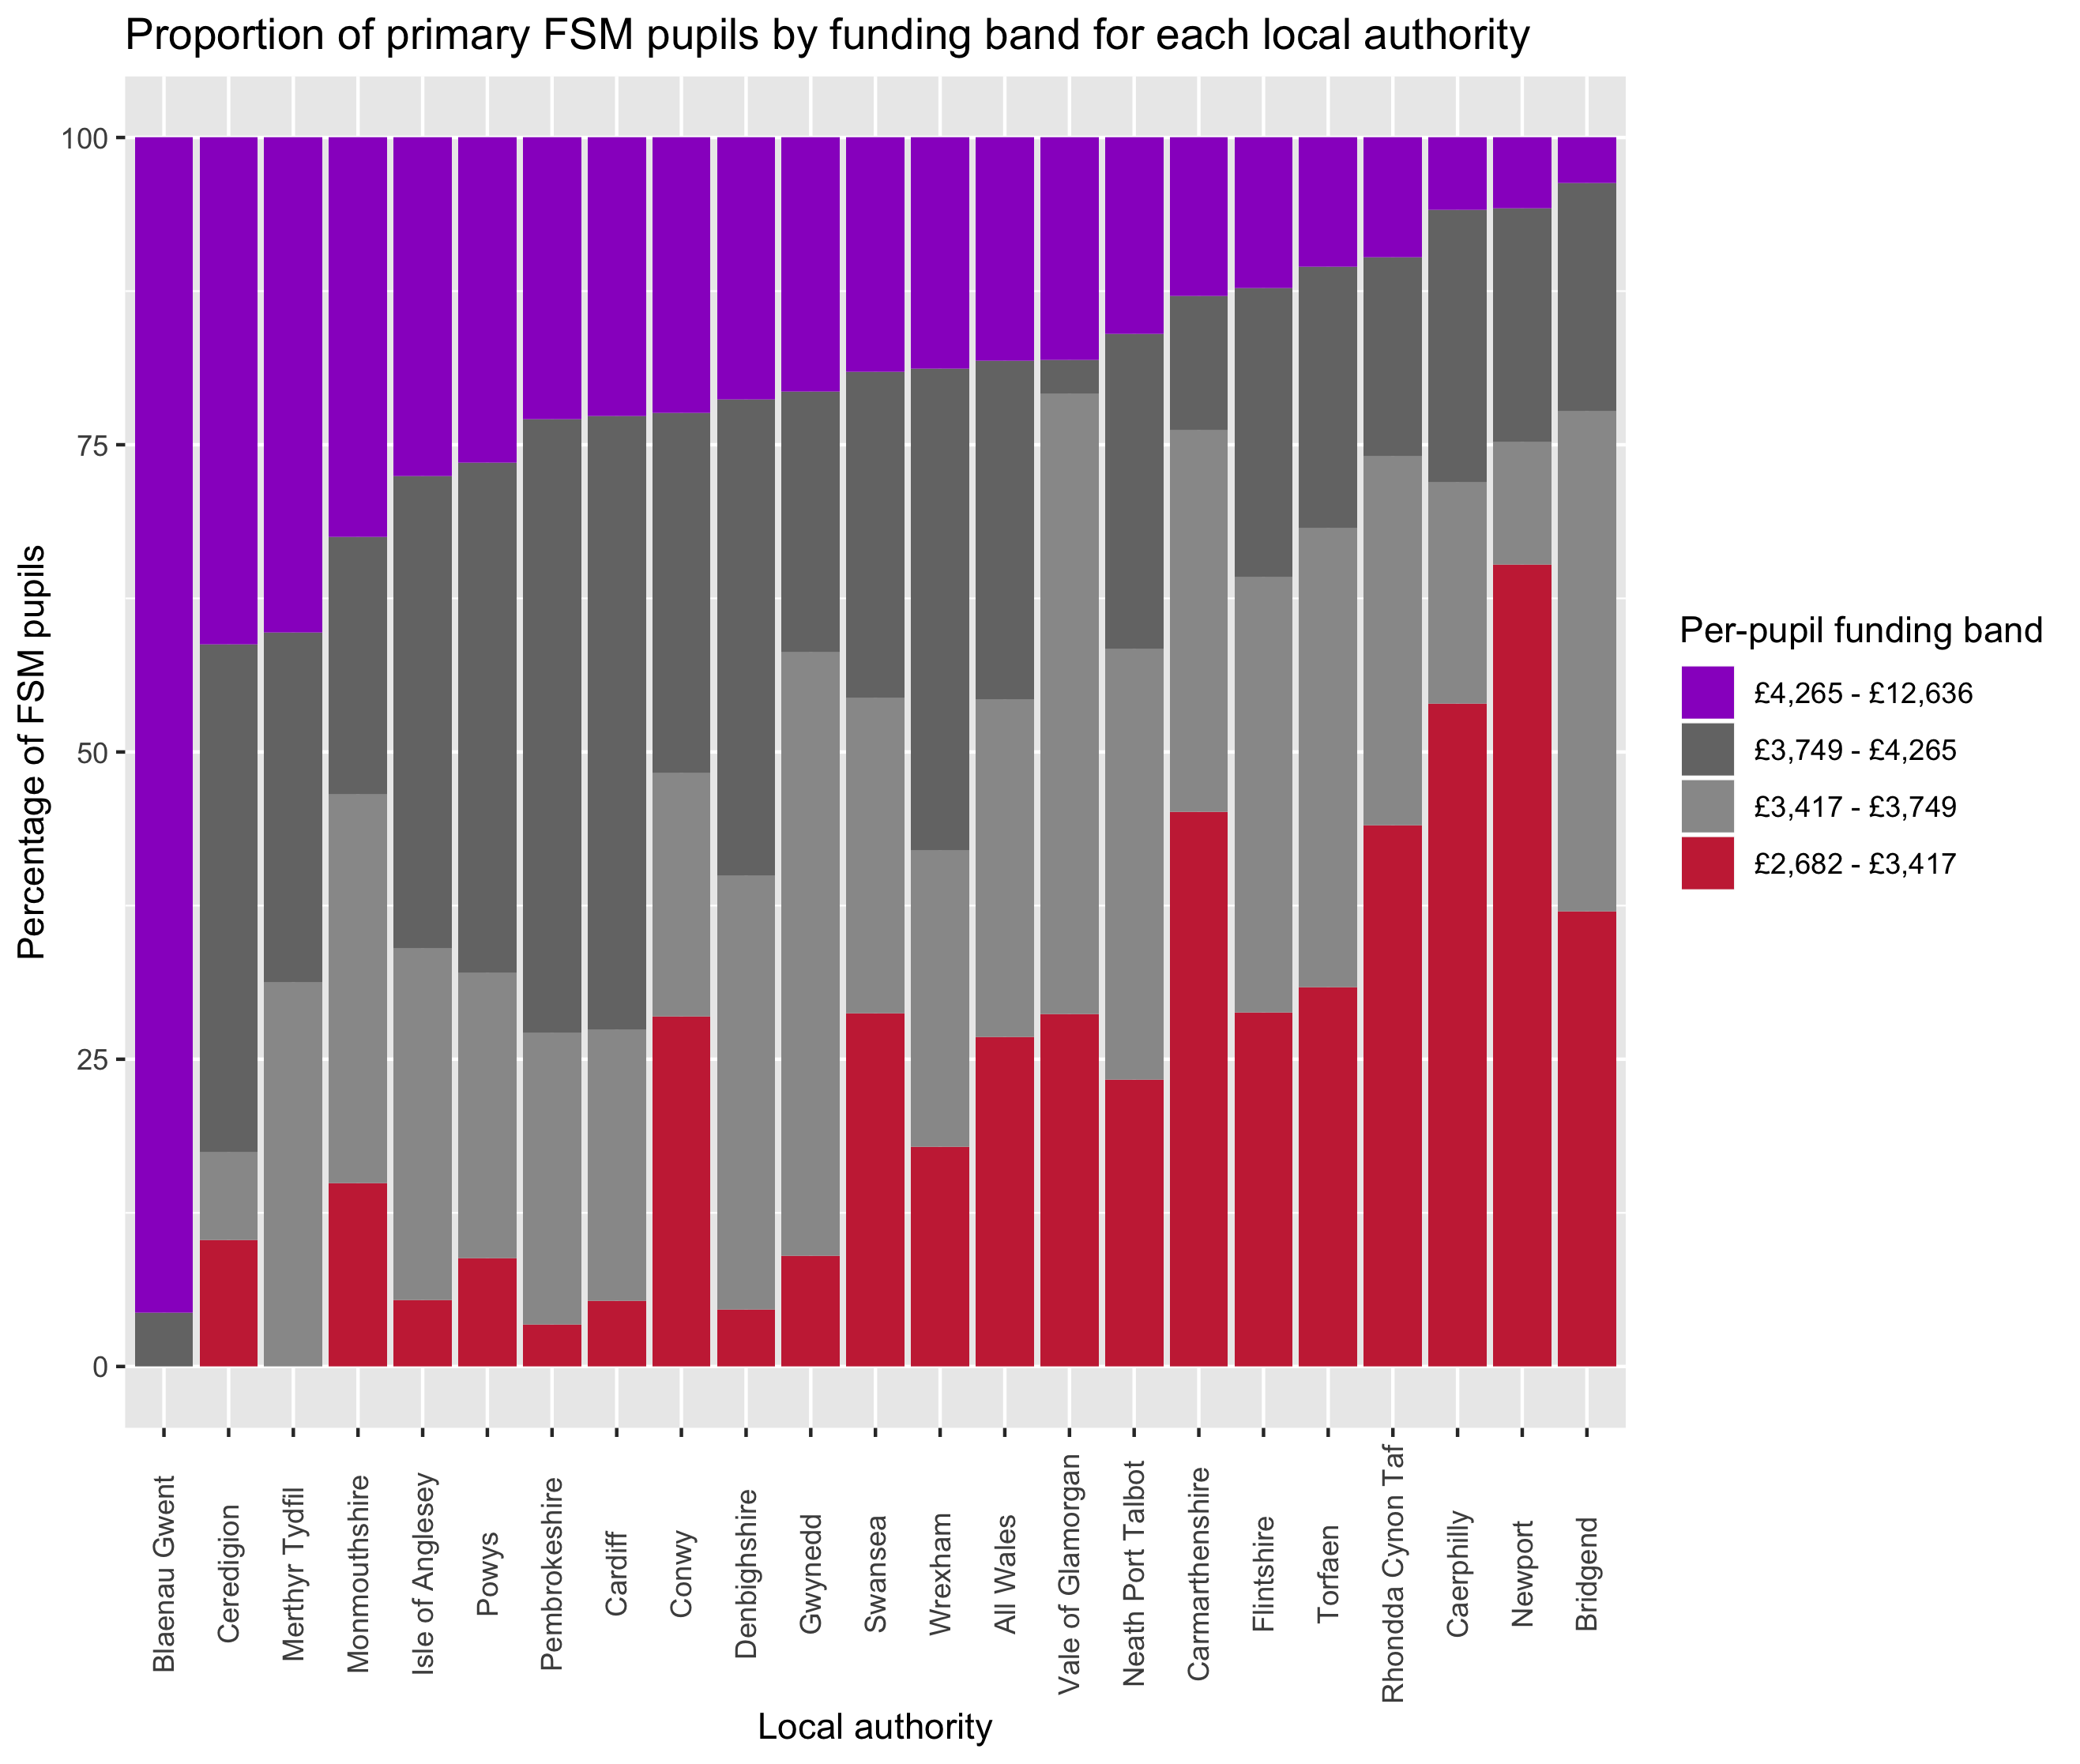 Proportion of primary FSM pupils by funding band for each local authority
Percentage of FSM pupils
100
75
50
25
0
Blaenau Gwent
Ceredigion
Merthyr Tydfil
Monmouthshire
Isle of Anglesey
Powys
Pembrokeshire
Cardiff
Conwy
Denbighshire
Gwynedd
Swansea
Wrexham
All Wales
Vale of Glamorgan
Neath Port Talbot
Carmarthenshire
Flintshire
Torfaen
Rhondda Cynon Taf
Caerphilly
Newport
Bridgend
Local authority
Per-pupil funding band
£4,265 - £12,636
£3,749 - £4,265
£3,417 - £3,749
£2,682 - £3,417